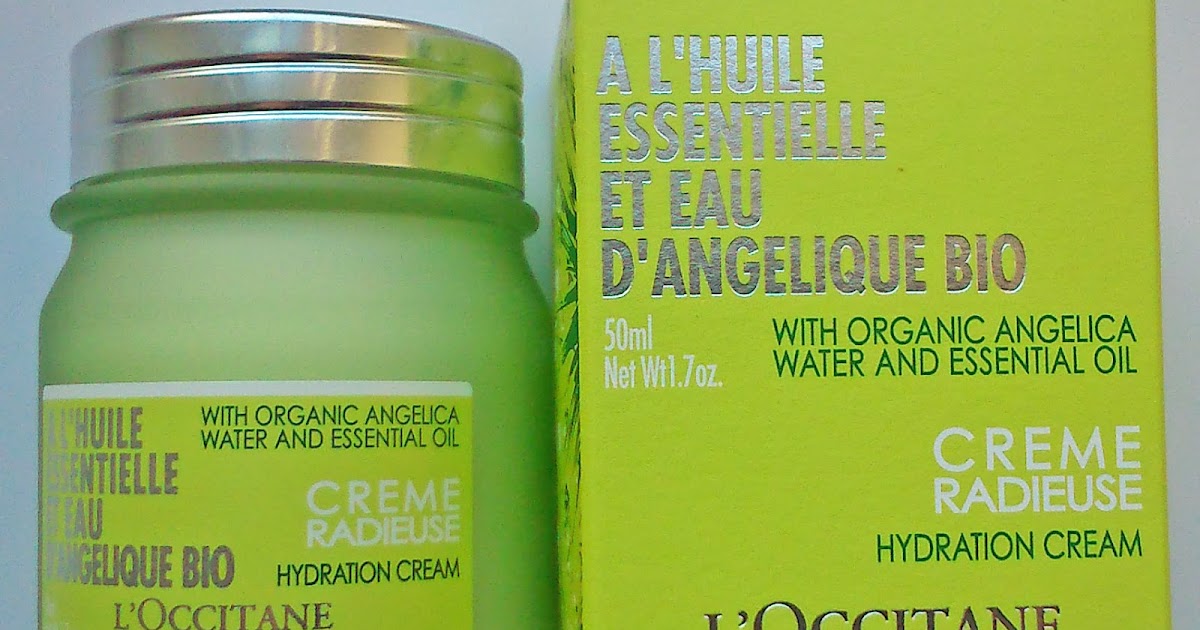 A L'HUILE
ESSENTIELLE
ET EAU
D'ANGELIQUE BIO
WITH ORGANIC ANGELICA
WATER AND ESSENTIAL OIL
CREME
RADIEUSE
HYDRATION CREAM
L'OCCITANE
A L'HUILE
ESSENTIELLE
ET EAU
D'ANGELIQUE BIO
50ml
Net Wt1.7oz.
WITH ORGANIC ANGELICA
WATER AND ESSENTIAL OIL
CREME
RADIEUSE
HYDRATION CREAM
L'OCCITANE